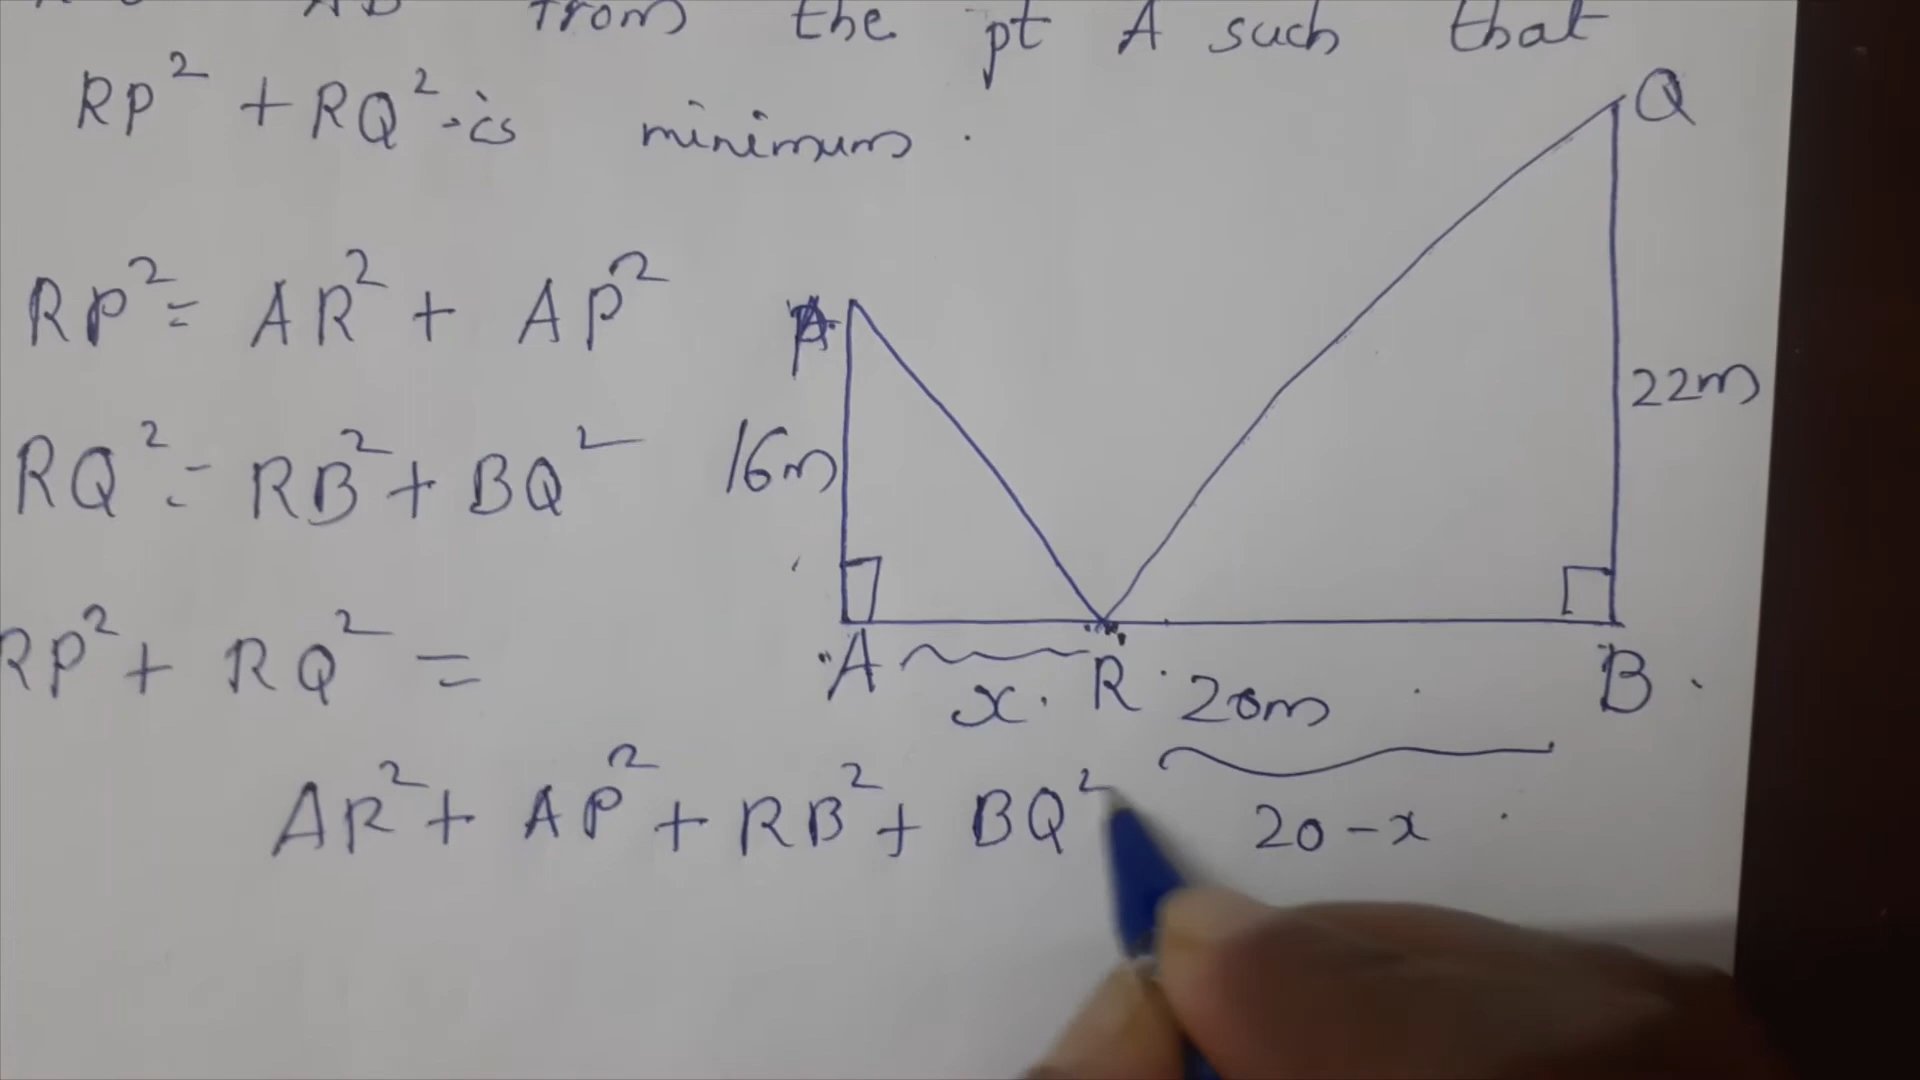 AB from the pt A such that
RP² + RQ² is minimum.
RP² = AR² + AP²
RQ² = RB² + BQ²
RP² + RQ² =
AR² + AP² + RB² + BQ²
P
Q
16m
22m
A
x
R
20m
B
20-x